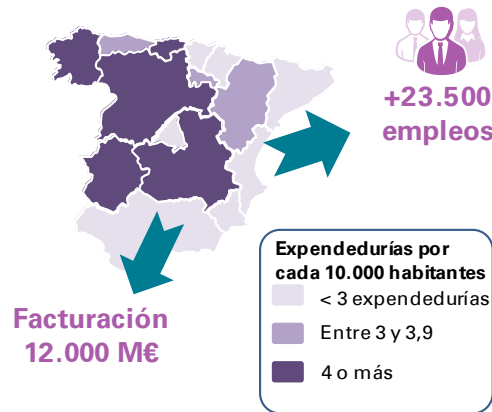 +23.500
empleos
Facturación
12.000 M€
Expendedurías por
cada 10.000 habitantes
< 3 expendedurías
Entre 3 y 3,9
4 o más